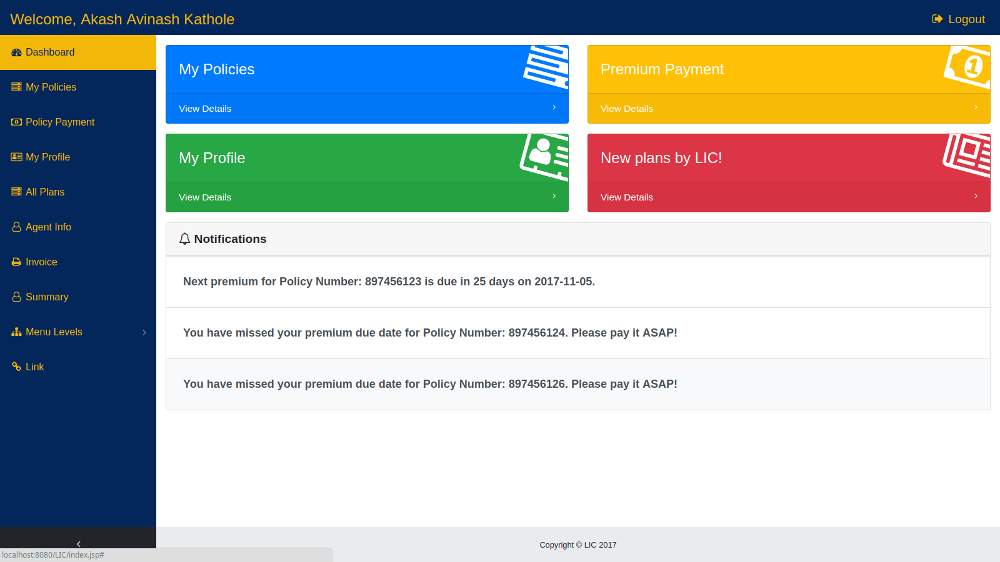 Welcome, Akash Avinash Kathole
Logout
Dashboard
My Policies
Policy Payment
My Profile
All Plans
Agent Info
Invoice
Summary
Menu Levels
Link
My Policies
View Details
Premium Payment
1
View Details
My Profile
View Details
New plans by LIC!
View Details
Notifications
Next premium for Policy Number: 897456123 is due in 25 days on 2017-11-05.
You have missed your premium due date for Policy Number: 897456124. Please pay it ASAP!
You have missed your premium due date for Policy Number: 897456126. Please pay it ASAP!
Copyright © LIC 2017
localhost:8080/LIC/index.jsp#